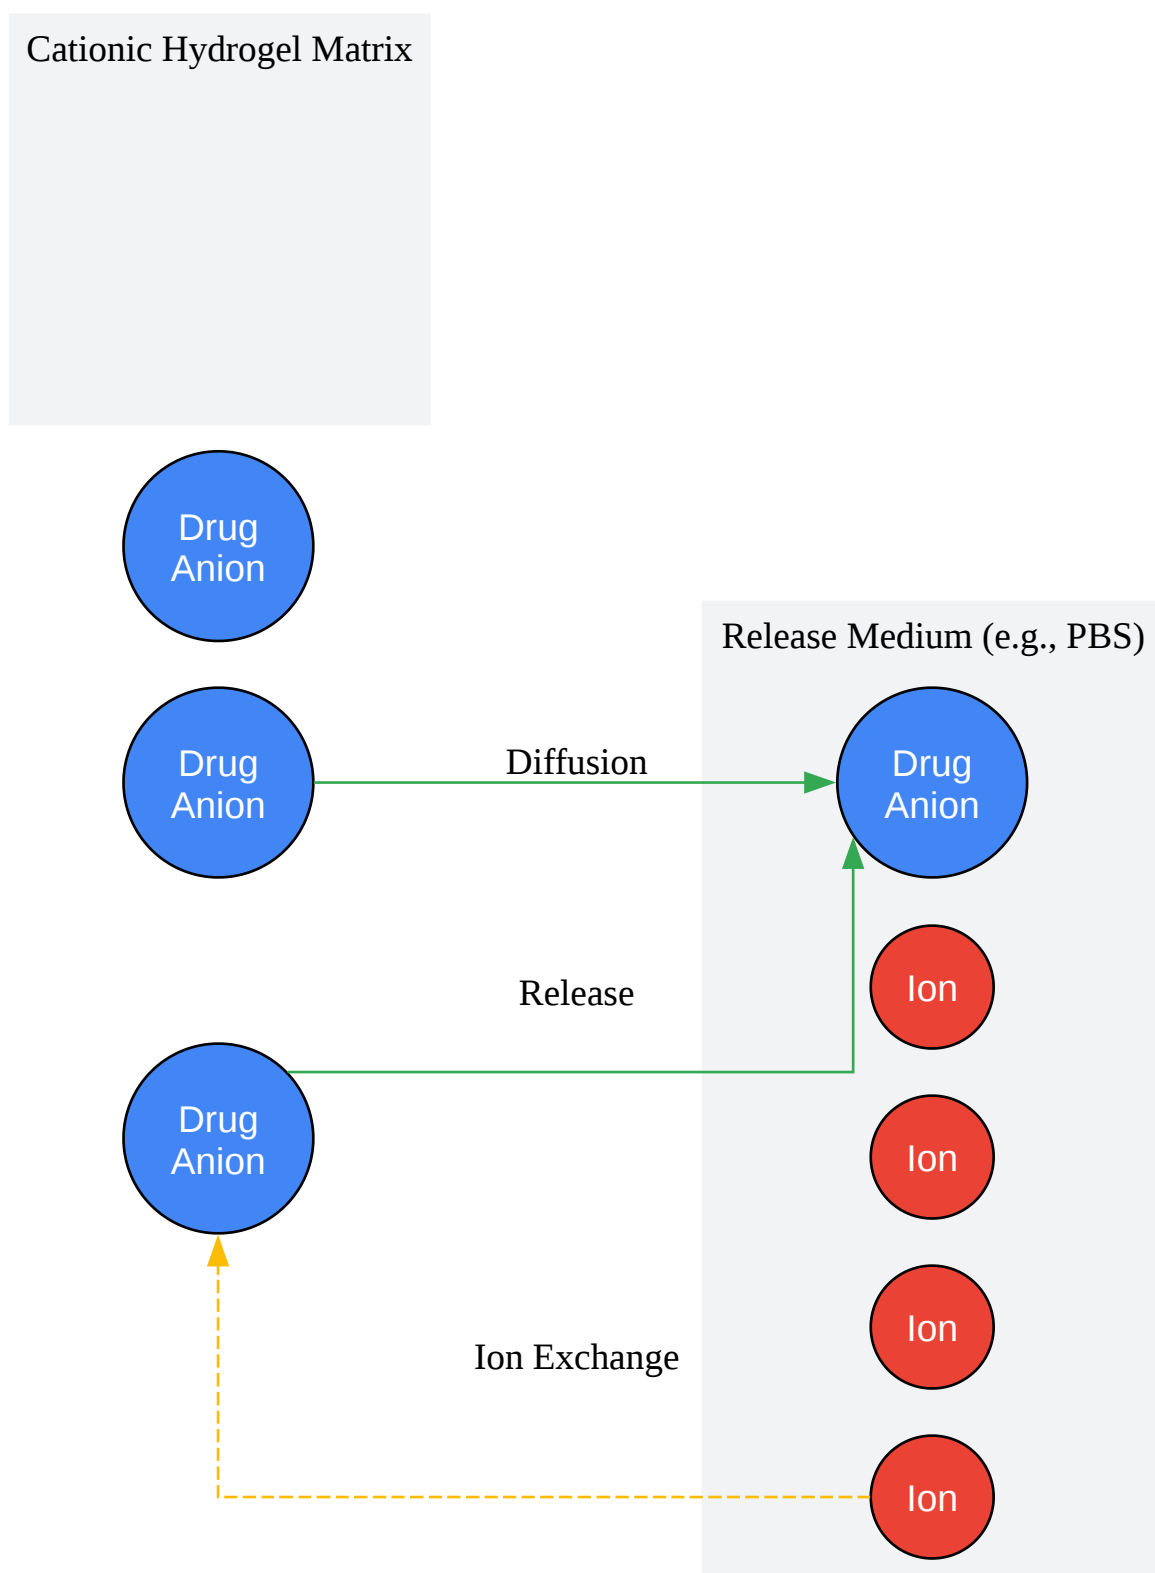 Cationic Hydrogel Matrix
Drug
Anion
Release Medium (e.g., PBS)
Drug
Anion
Diffusion
Drug
Anion
Release
Ion
Drug
Anion
Ion
Ion Exchange
Ion
Ion